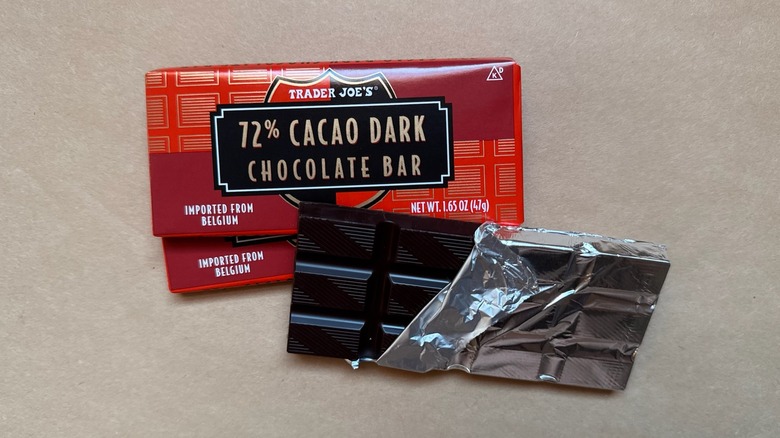 TRADER JOE'S®
72% CACAO DARK
CHOCOLATE BAR
IMPORTED FROM
BELGIUM
NET WT. 1.65 OZ (47g)
K D
IMPORTED FROM
BELGIUM